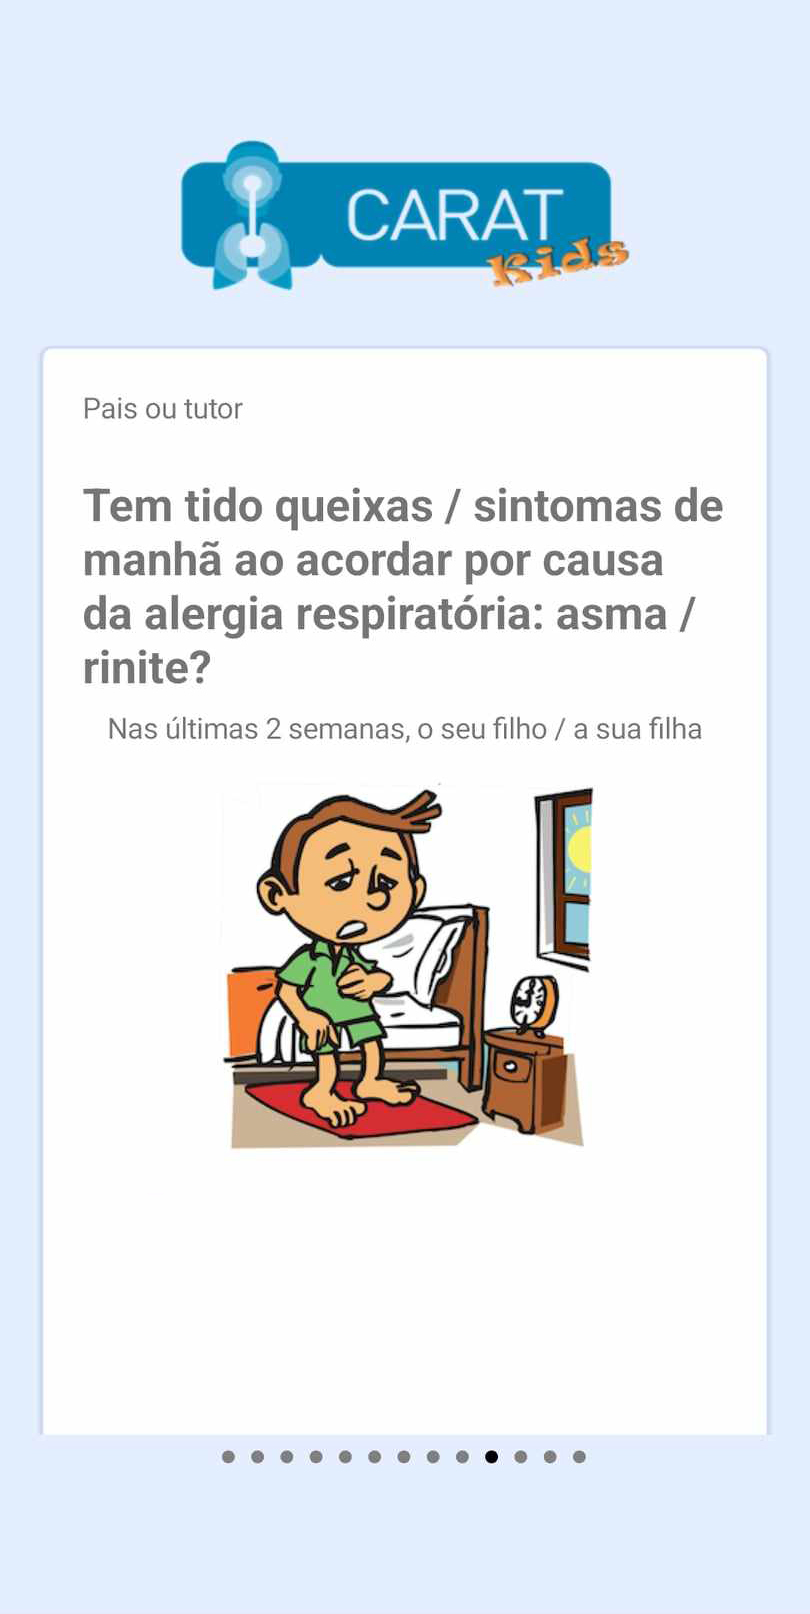 CARAT
Kids
Pais ou tutor
Tem tido queixas / sintomas de
manhã ao acordar por causa
da alergia respiratória: asma /
rinite?
Nas últimas 2 semanas, o seu filho / a sua filha